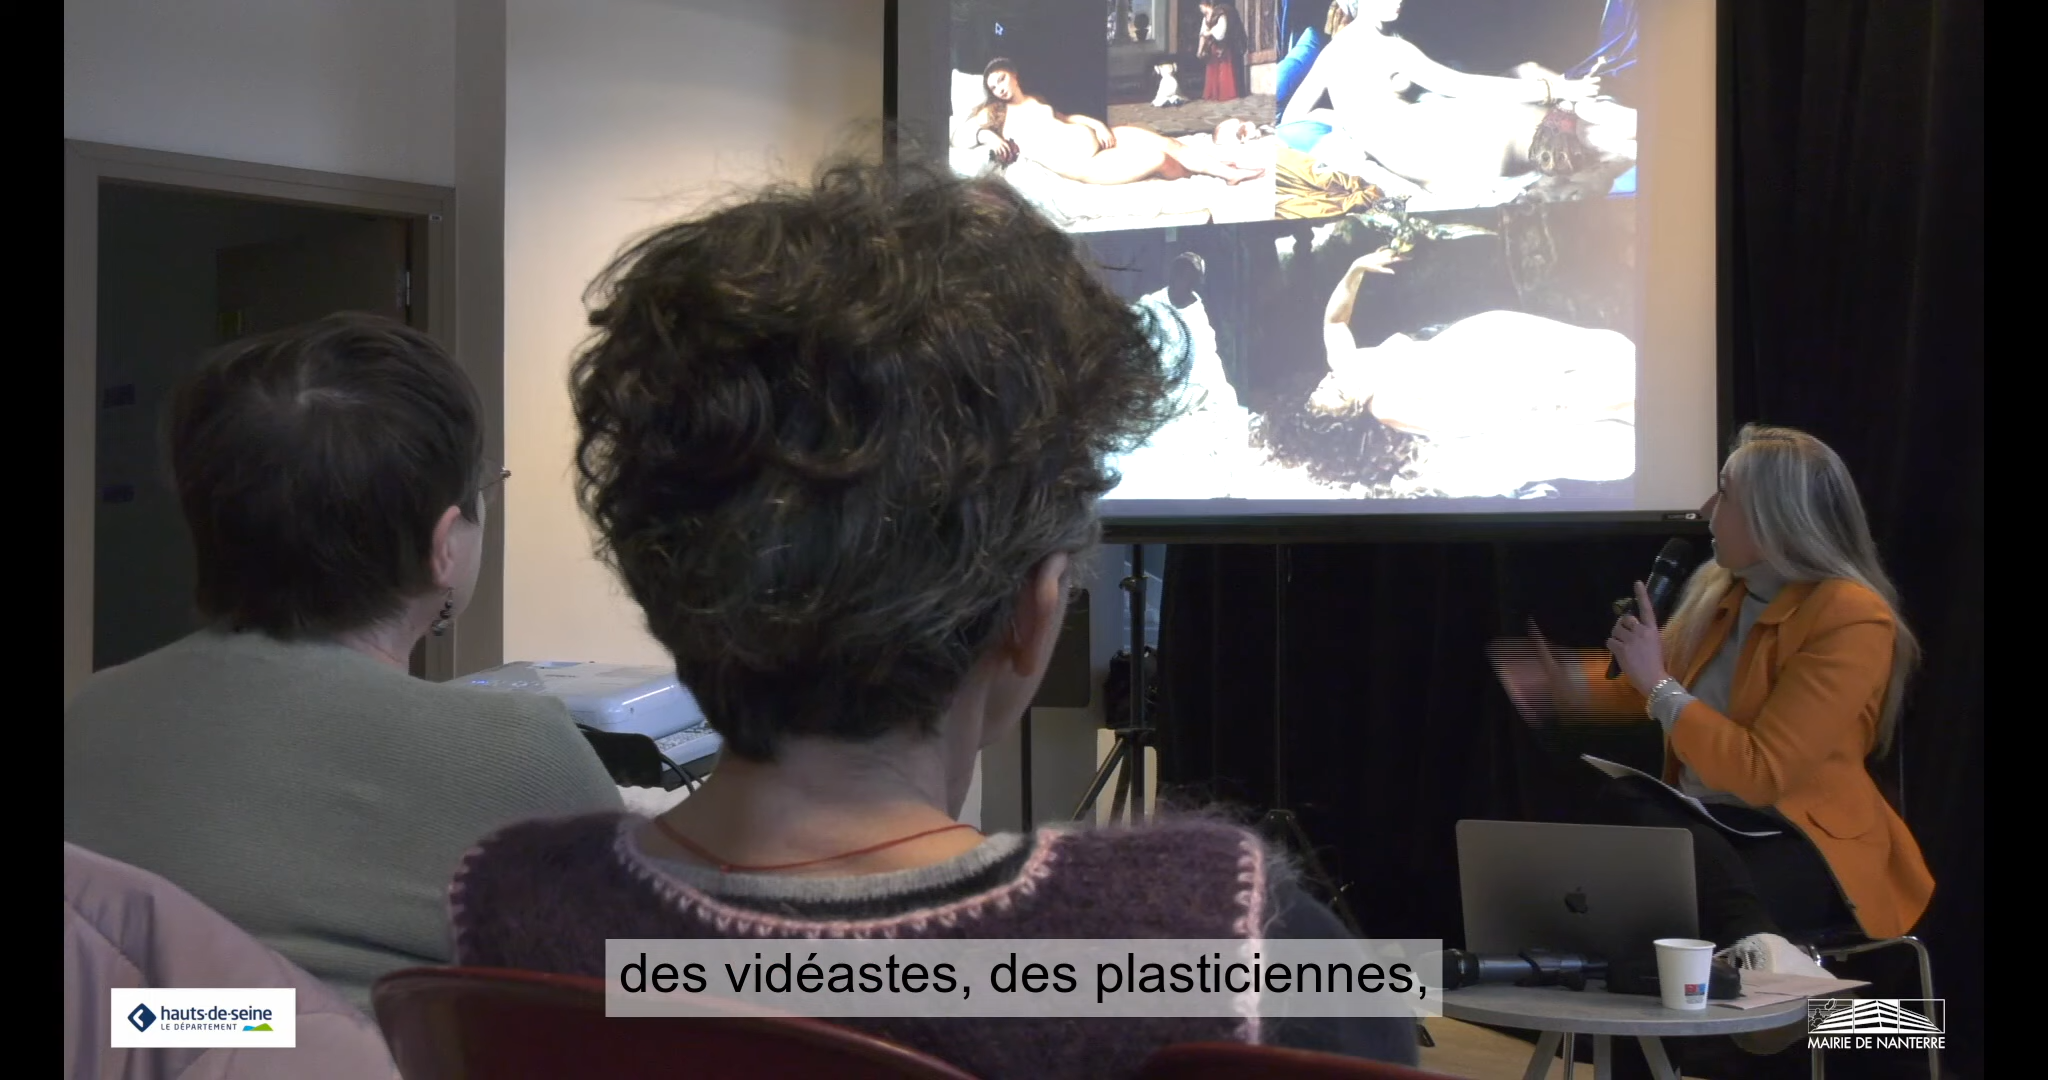 des vidéastes, des plasticiennes,
hauts-de-seine
LE DÉPARTEMENT
MAIRIE DE NANTERRE